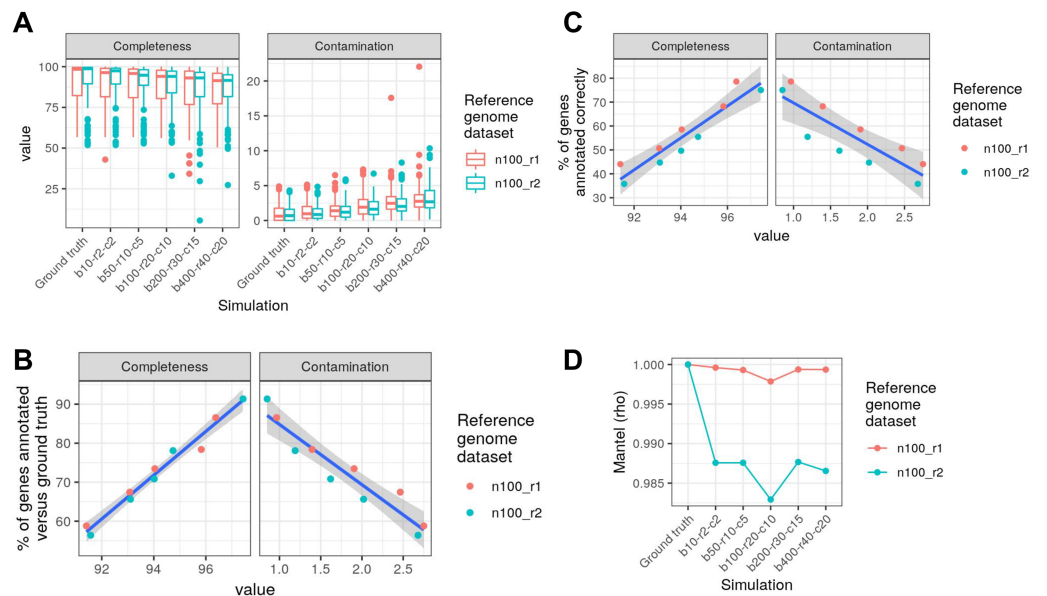 A
Completeness
Contamination
value
100
75
50
25
20
15
10
5
0
Ground truth
b10-r2-c2
b50-r10-c5
b100-r20-c10
b200-r30-c15
b400-r40-c20
Ground truth
b10-r2-c2
b50-r10-c5
b100-r20-c10
b200-r30-c15
b400-r40-c20
Simulation
Reference
genome
dataset
n100_r1
n100_r2
C
Completeness
Contamination
% of genes
annotated correctly
80
70
60
50
40
30
92
94
96
1.0
1.5
2.0
2.5
value
Reference
genome
dataset
n100_r1
n100_r2
B
Completeness
Contamination
% of genes annotated
versus ground truth
90
80
70
60
92
94
96
1.0
1.5
2.0
2.5
value
Reference
genome
dataset
n100_r1
n100_r2
D
Mantel (rho)
1.000
0.995
0.990
0.985
Ground truth
b10-r2-c2
b50-r10-c5
b100-r20-c10
b200-r30-c15
b400-r40-c20
Simulation
Reference
genome
dataset
n100_r1
n100_r2